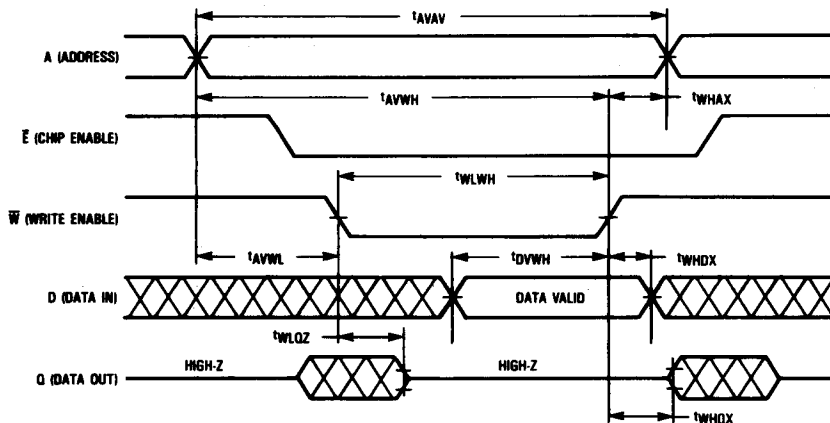 tAVAV
A (ADDRESS)
tAVWH
tWHAX
E (CHIP ENABLE)
tWLWH
W (WRITE ENABLE)
tAVWL
tDVWH
tWHDX
D (DATA IN)
DATA VALID
tWLQZ
HIGH-Z
HIGH-Z
Q (DATA OUT)
tWHQX